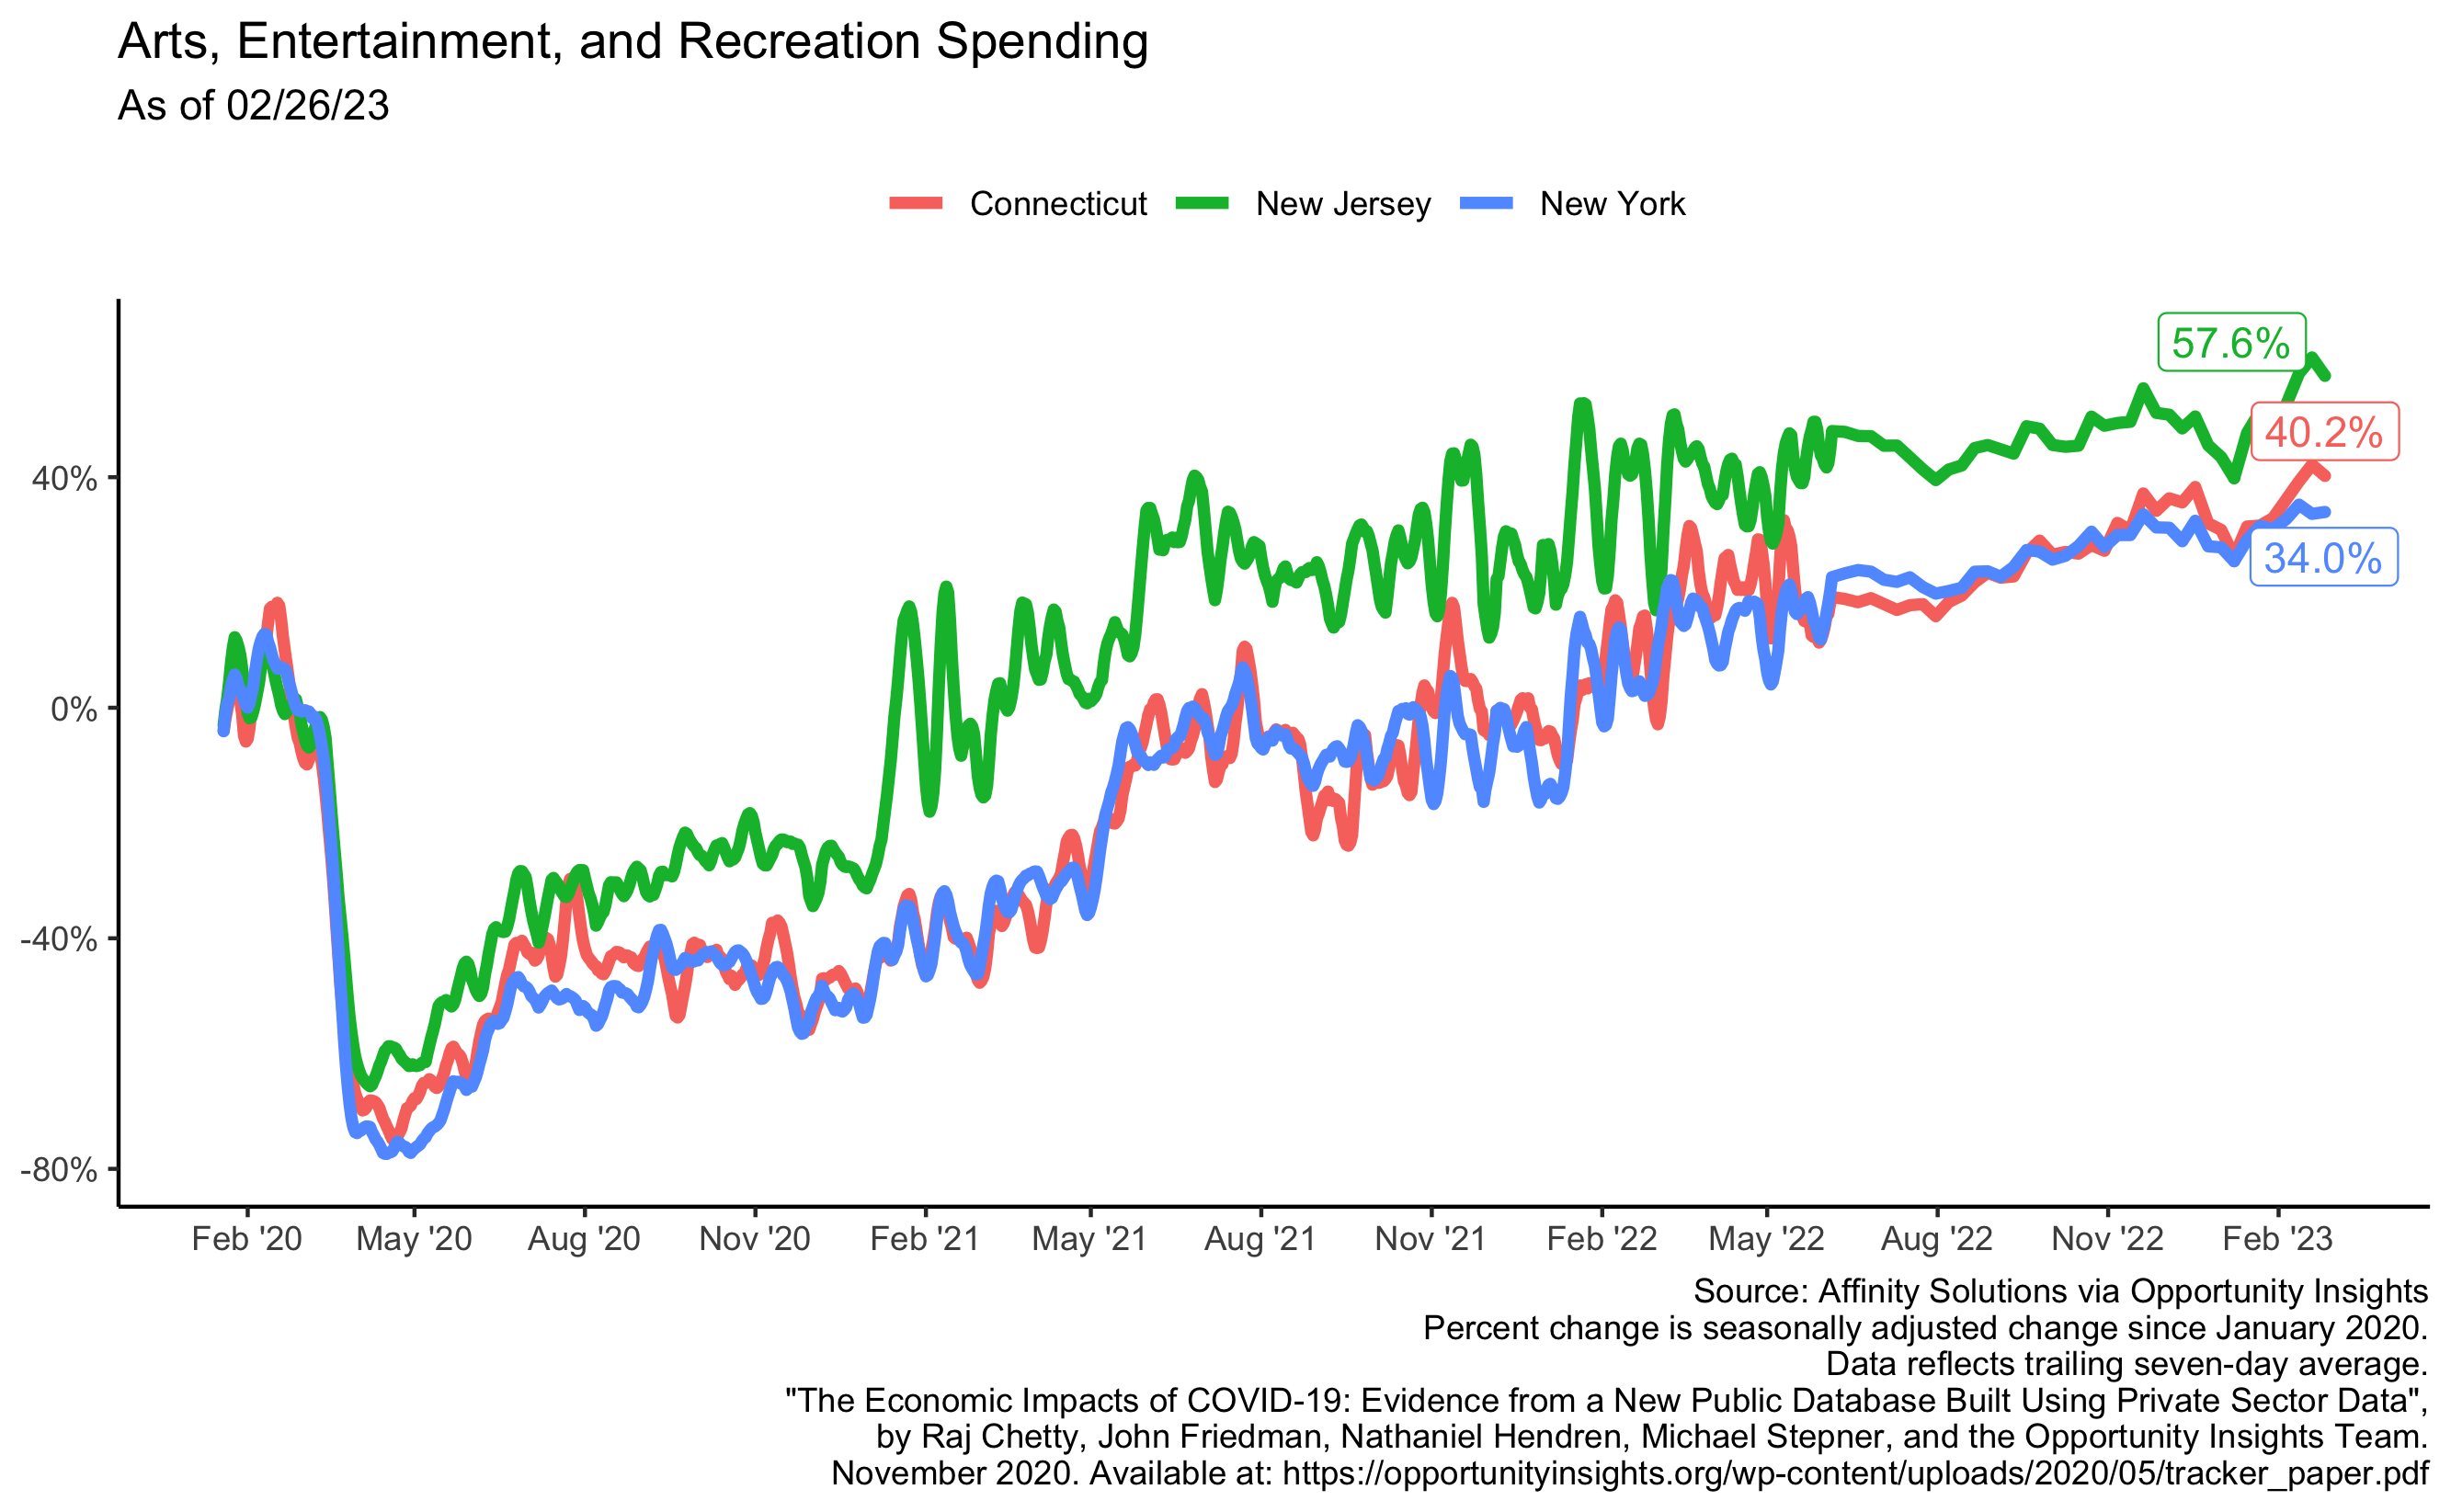 Arts, Entertainment, and Recreation Spending
As of 02/26/23
Connecticut New Jersey New York
57.6%
40.2%
34.0%
40%
0%
-40%
-80%
Feb '20 May '20 Aug '20 Nov '20 Feb '21 May '21 Aug '21 Nov '21 Feb '22 May '22 Aug '22 Nov '22 Feb '23
Source: Affinity Solutions via Opportunity Insights
Percent change is seasonally adjusted change since January 2020.
Data reflects trailing seven-day average.
"The Economic Impacts of COVID-19: Evidence from a New Public Database Built Using Private Sector Data",
by Raj Chetty, John Friedman, Nathaniel Hendren, Michael Stepner, and the Opportunity Insights Team.
November 2020. Available at: https://opportunityinsights.org/wp-content/uploads/2020/05/tracker_paper.pdf